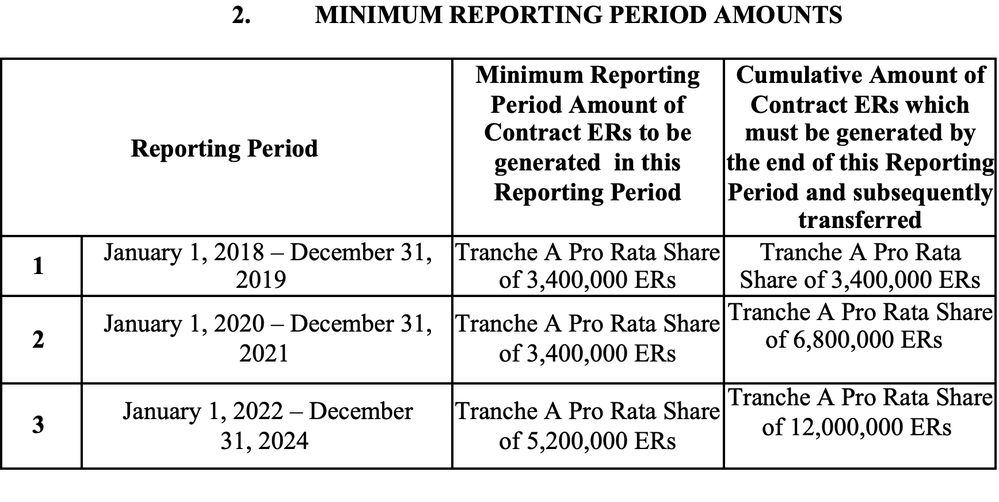 2. MINIMUM REPORTING PERIOD AMOUNTS
Reporting Period
Minimum Reporting
Period Amount of
Contract ERs to be
generated in this
Reporting Period
Cumulative Amount of
Contract ERs which
must be generated by
the end of this Reporting
Period and subsequently
transferred
1
January 1, 2018 – December 31,
2019
Tranche A Pro Rata Share
of 3,400,000 ERs
Tranche A Pro Rata
Share of 3,400,000 ERs
2
January 1, 2020 – December 31,
2021
Tranche A Pro Rata Share
of 3,400,000 ERs
Tranche A Pro Rata Share
of 6,800,000 ERs
3
January 1, 2022 – December
31, 2024
Tranche A Pro Rata Share
of 5,200,000 ERs
Tranche A Pro Rata Share
of 12,000,000 ERs